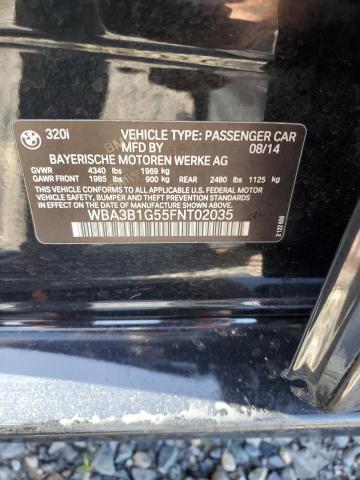 320i VEHICLE TYPE: PASSENGER CAR
MFD BY 08/14
BAYERISCHE MOTOREN WERKE AG
GVWR 4340 lbs 1969 kg
GAWR FRONT 1985 lbs 900 kg REAR 2480 lbs 1125 kg
THIS VEHICLE CONFORMS TO ALL APPLICABLE U.S. FEDERAL MOTOR
VEHICLE SAFETY, BUMPER AND THEFT PREVENTION STANDARDS IN
EFFECT ON THE DATE OF MANUFACTURE SHOWN ABOVE.
WBA3B1G55FNT02035